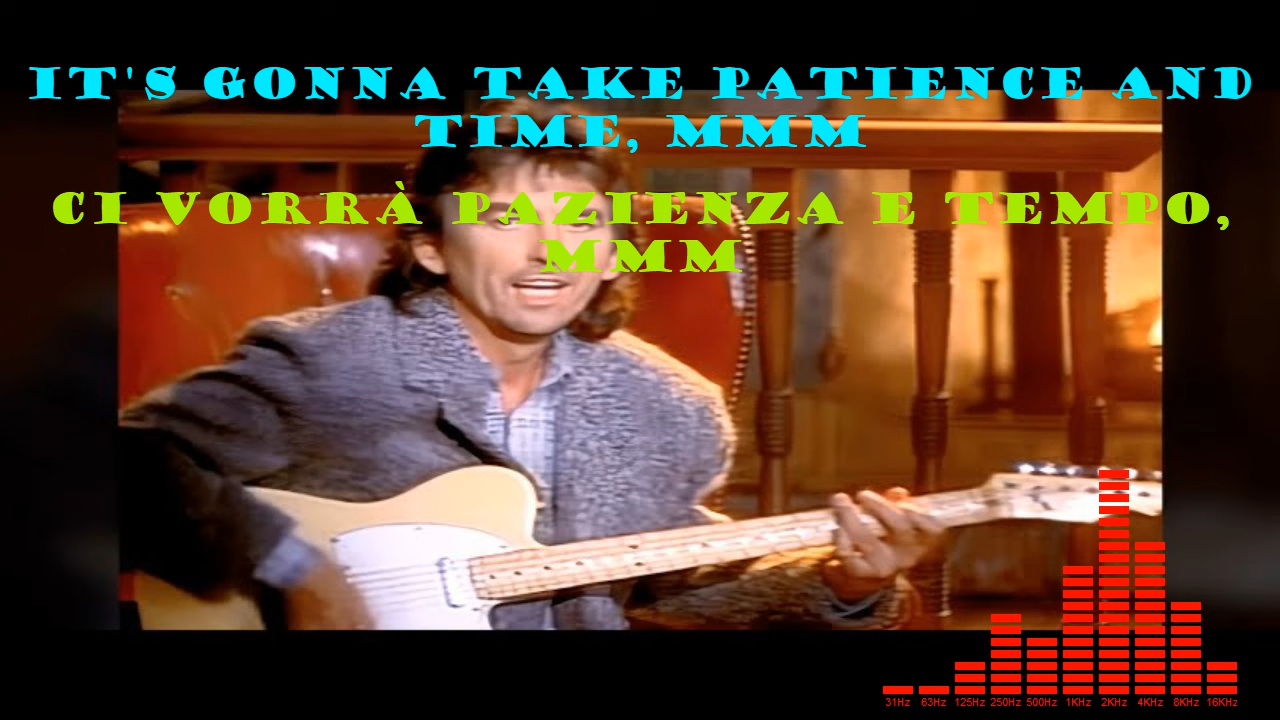 IT'S GONNA TAKE PATIENCE AND
TIME, MMM
CI VORRÀ PAZIENZA E TEMPO,
MMM
31Hz 63Hz 125Hz 250Hz 500Hz 1KHz 2KHz 4KHz 8KHz 16KHz